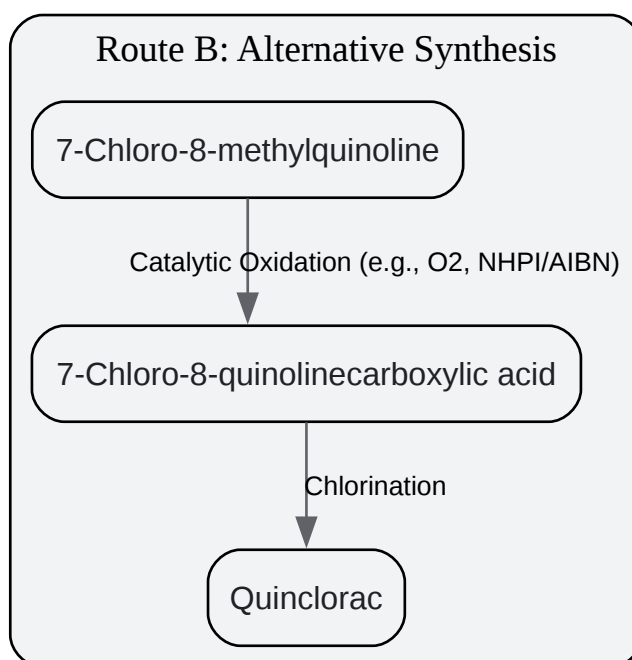 Route B: Alternative Synthesis
7-Chloro-8-methylquinoline
Catalytic Oxidation (e.g., O2, NHPI/AIBN)
7-Chloro-8-quinolinecarboxylic acid
Chlorination
Quinclorac